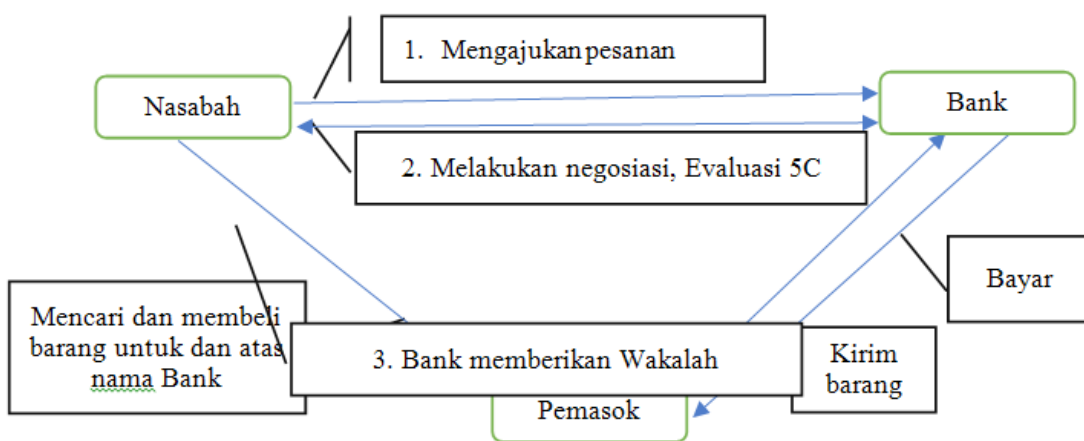 1. Mengajukan pesanan
Nasabah
Bank
2. Melakukan negosiasi, Evaluasi 5C
Bayar
Mencari dan membeli
barang untuk dan atas
nama Bank
3. Bank memberikan Wakalah
Kirim
barang
Pemasok